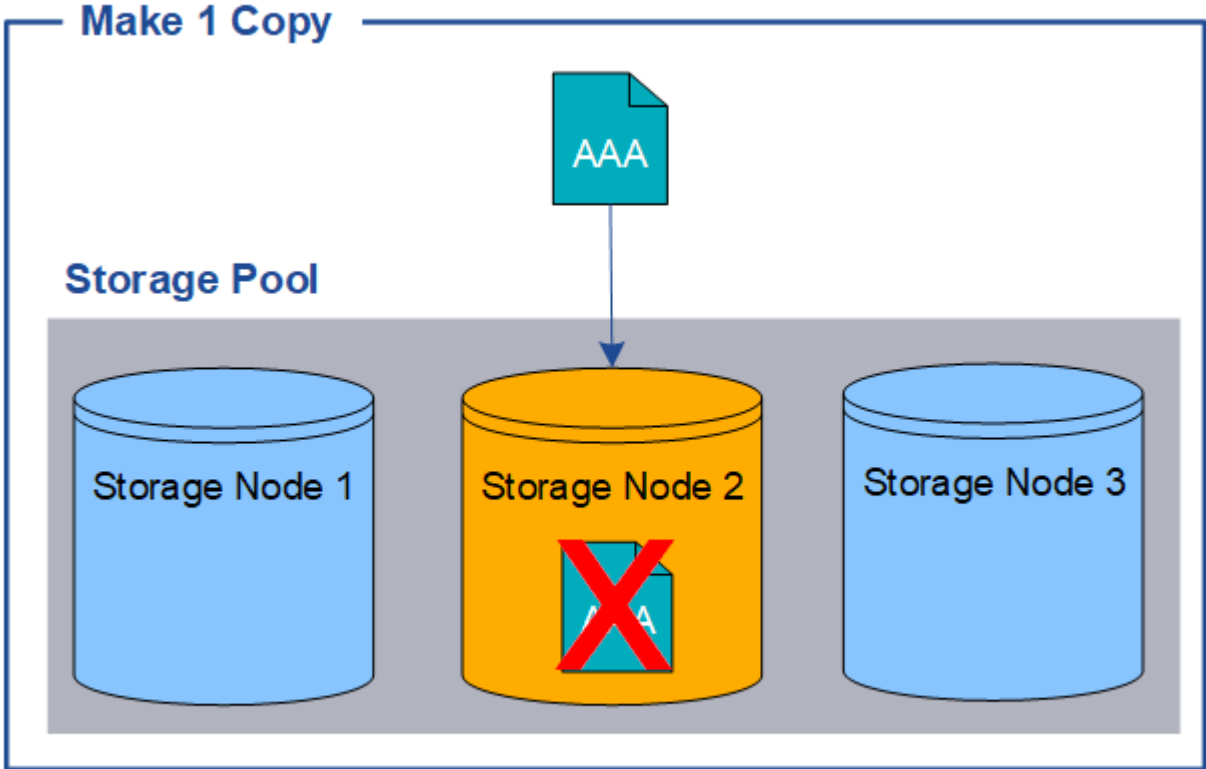 Make 1 Copy
AAA
Storage Pool
Storage Node 1
Storage Node 2
Storage Node 3